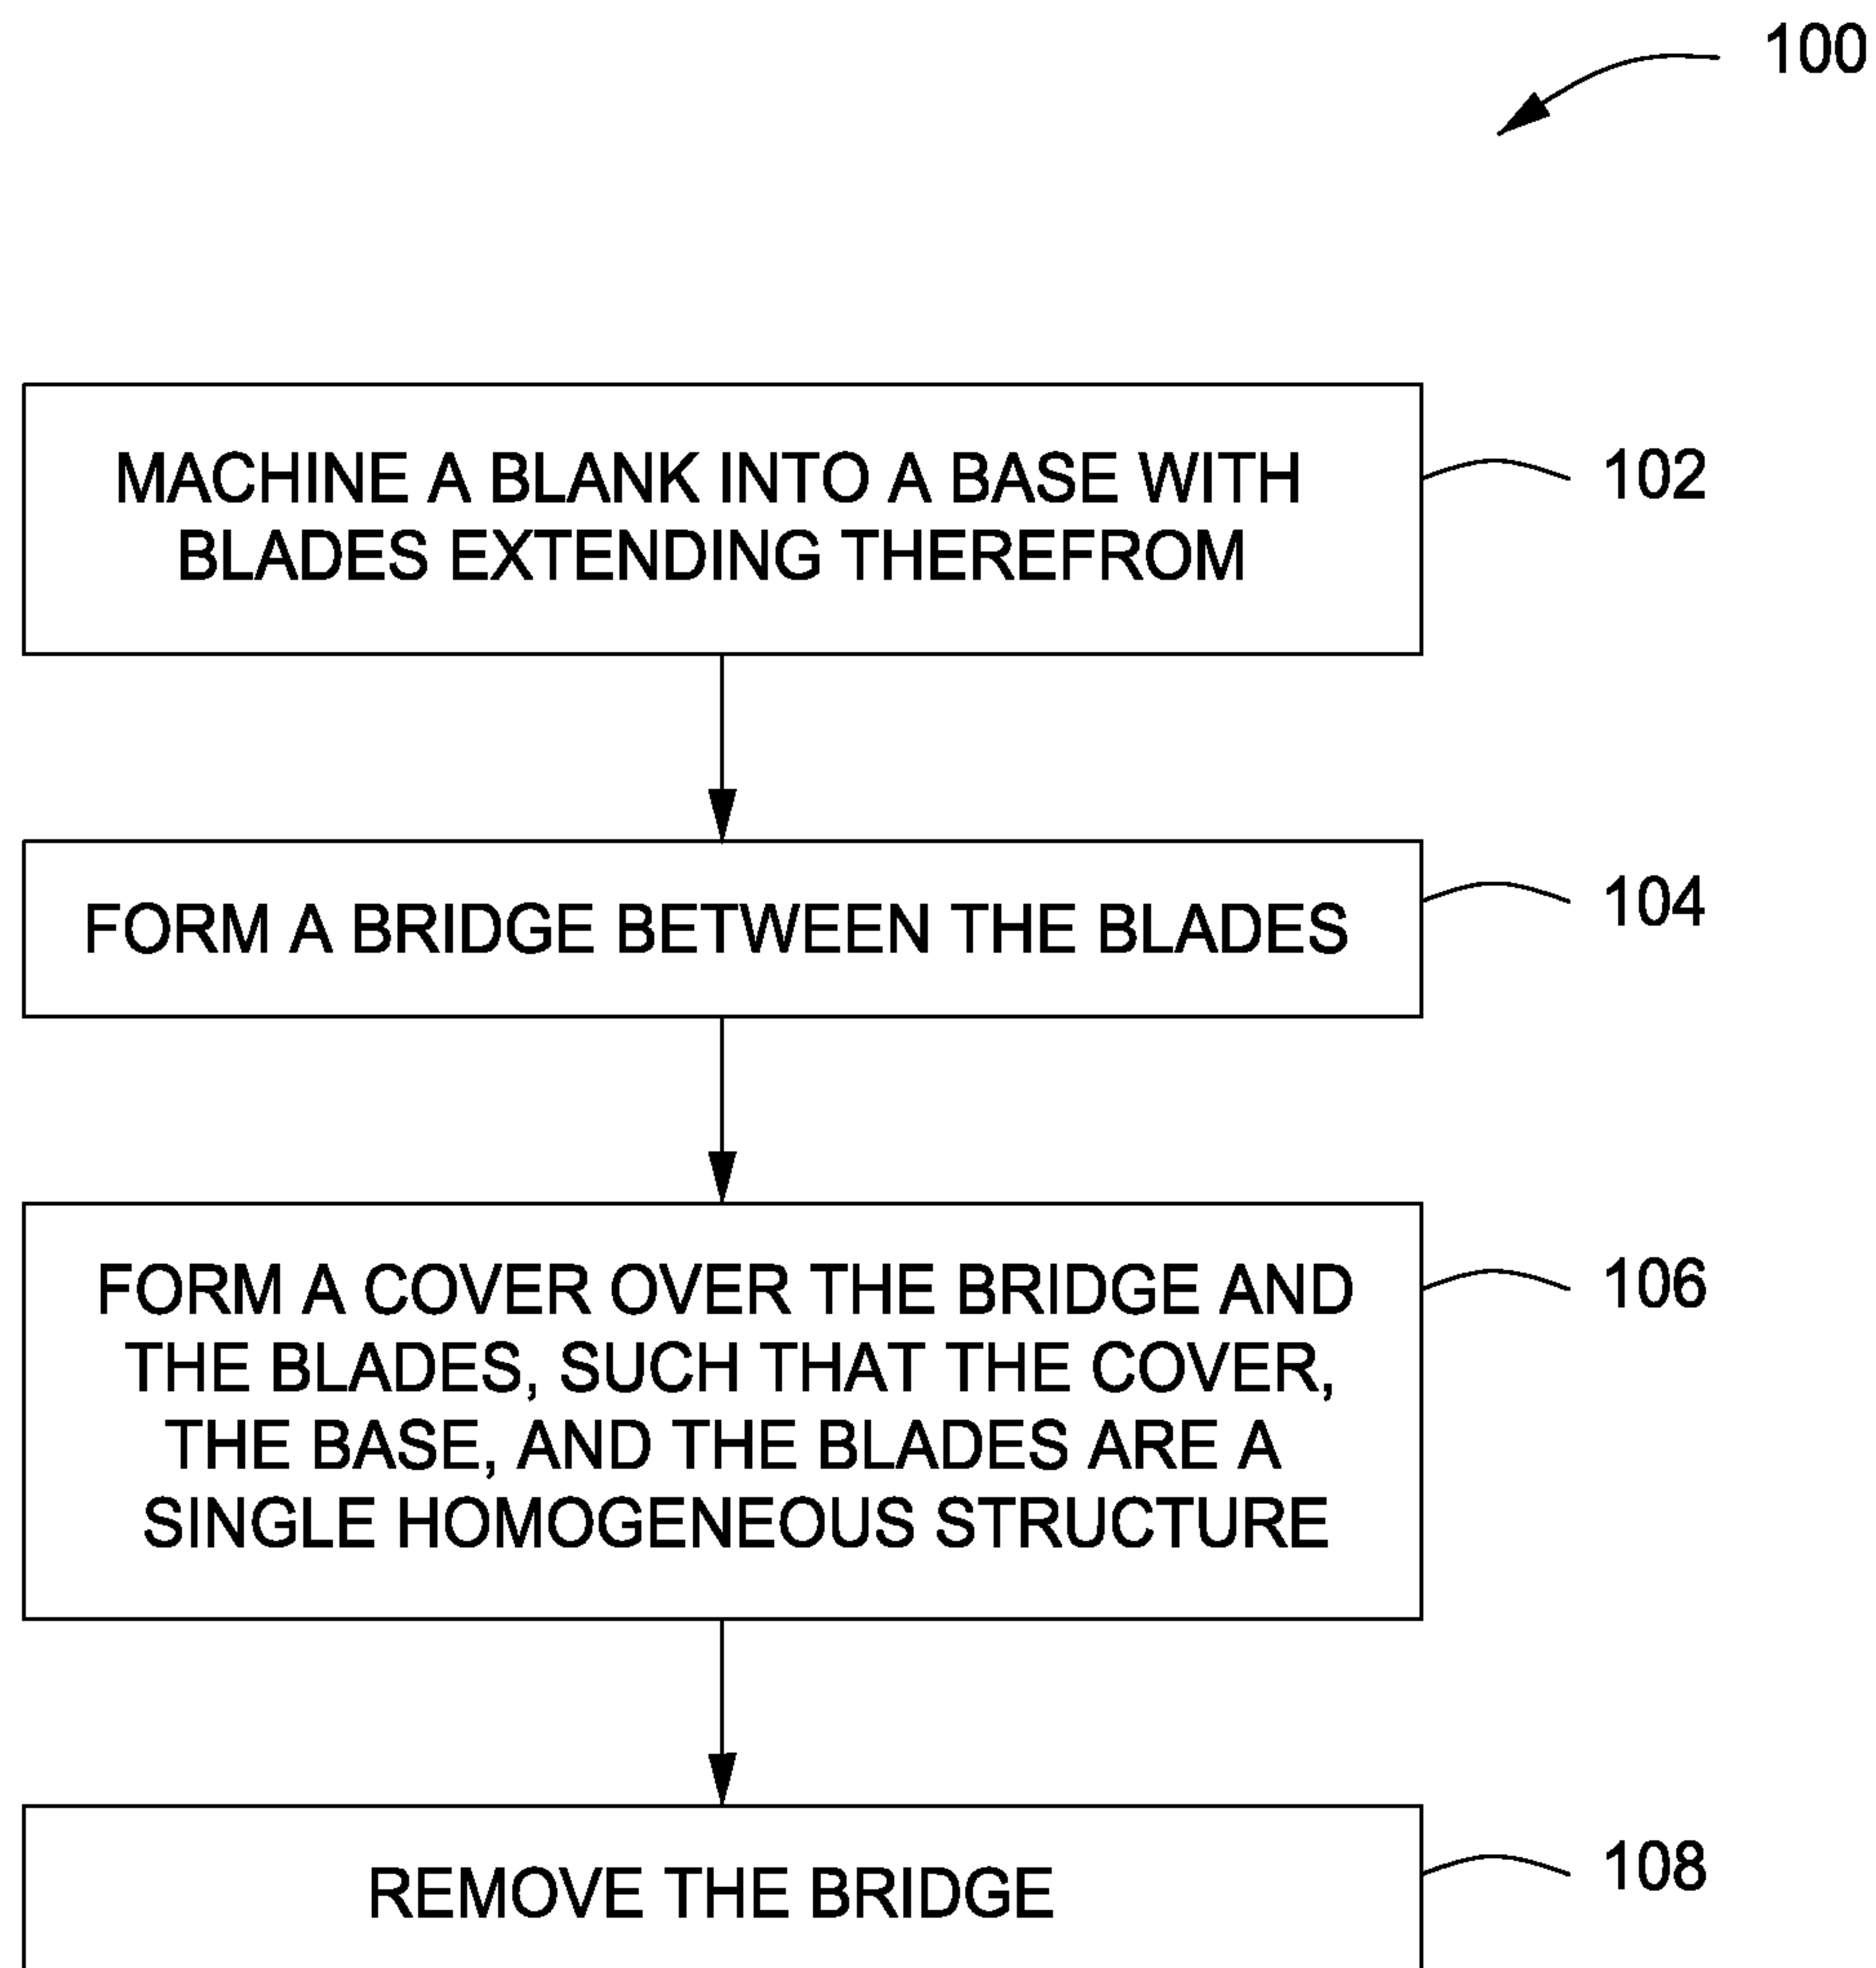 100
MACHINE A BLANK INTO A BASE WITH
BLADES EXTENDING THEREFROM
102
FORM A BRIDGE BETWEEN THE BLADES
104
FORM A COVER OVER THE BRIDGE AND
THE BLADES, SUCH THAT THE COVER,
THE BASE, AND THE BLADES ARE A
SINGLE HOMOGENEOUS STRUCTURE
106
REMOVE THE BRIDGE
108